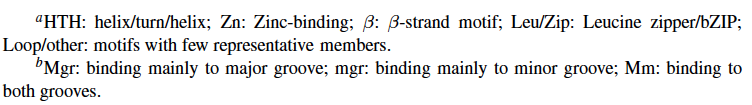 ᵃHTH: helix/turn/helix; Zn: Zinc-binding; β: β-strand motif; Leu/Zip: Leucine zipper/bZIP;
Loop/other: motifs with few representative members.
ᵇMgr: binding mainly to major groove; mgr: binding mainly to minor groove; Mm: binding to
both grooves.